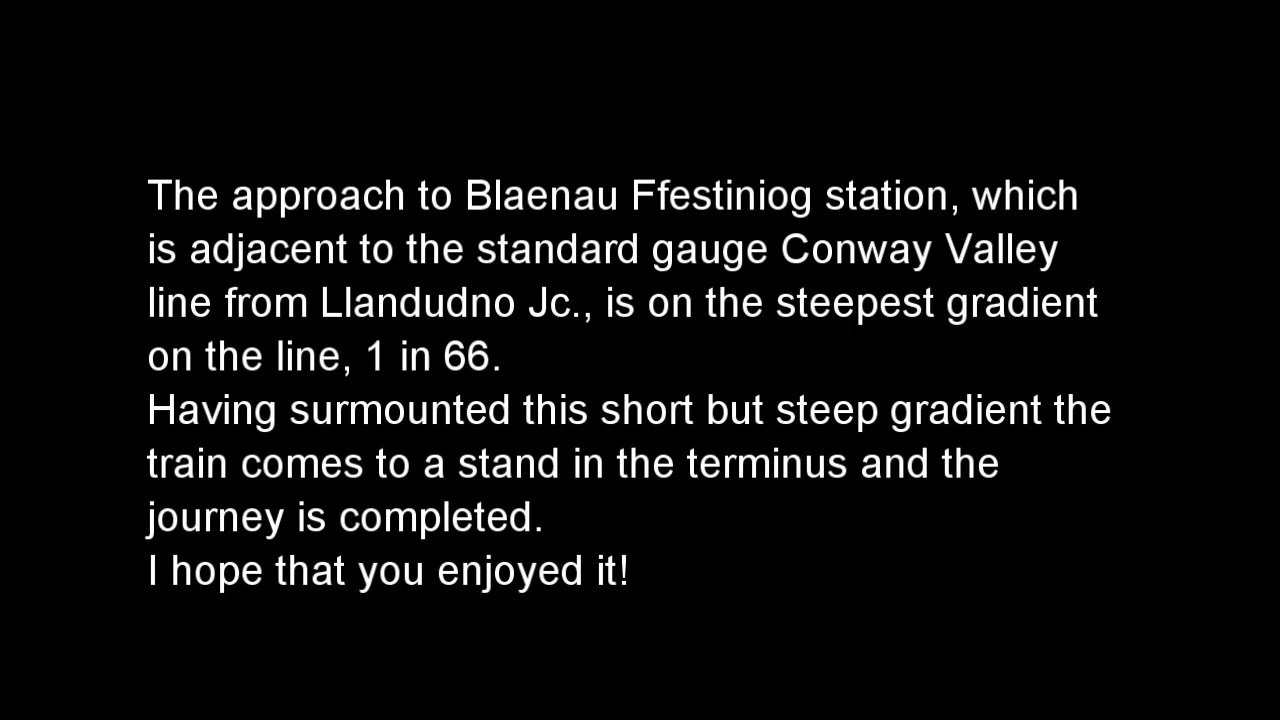 The approach to Blaenau Ffestiniog station, which
is adjacent to the standard gauge Conway Valley
line from Llandudno Jc., is on the steepest gradient
on the line, 1 in 66.
Having surmounted this short but steep gradient the
train comes to a stand in the terminus and the
journey is completed.
I hope that you enjoyed it!